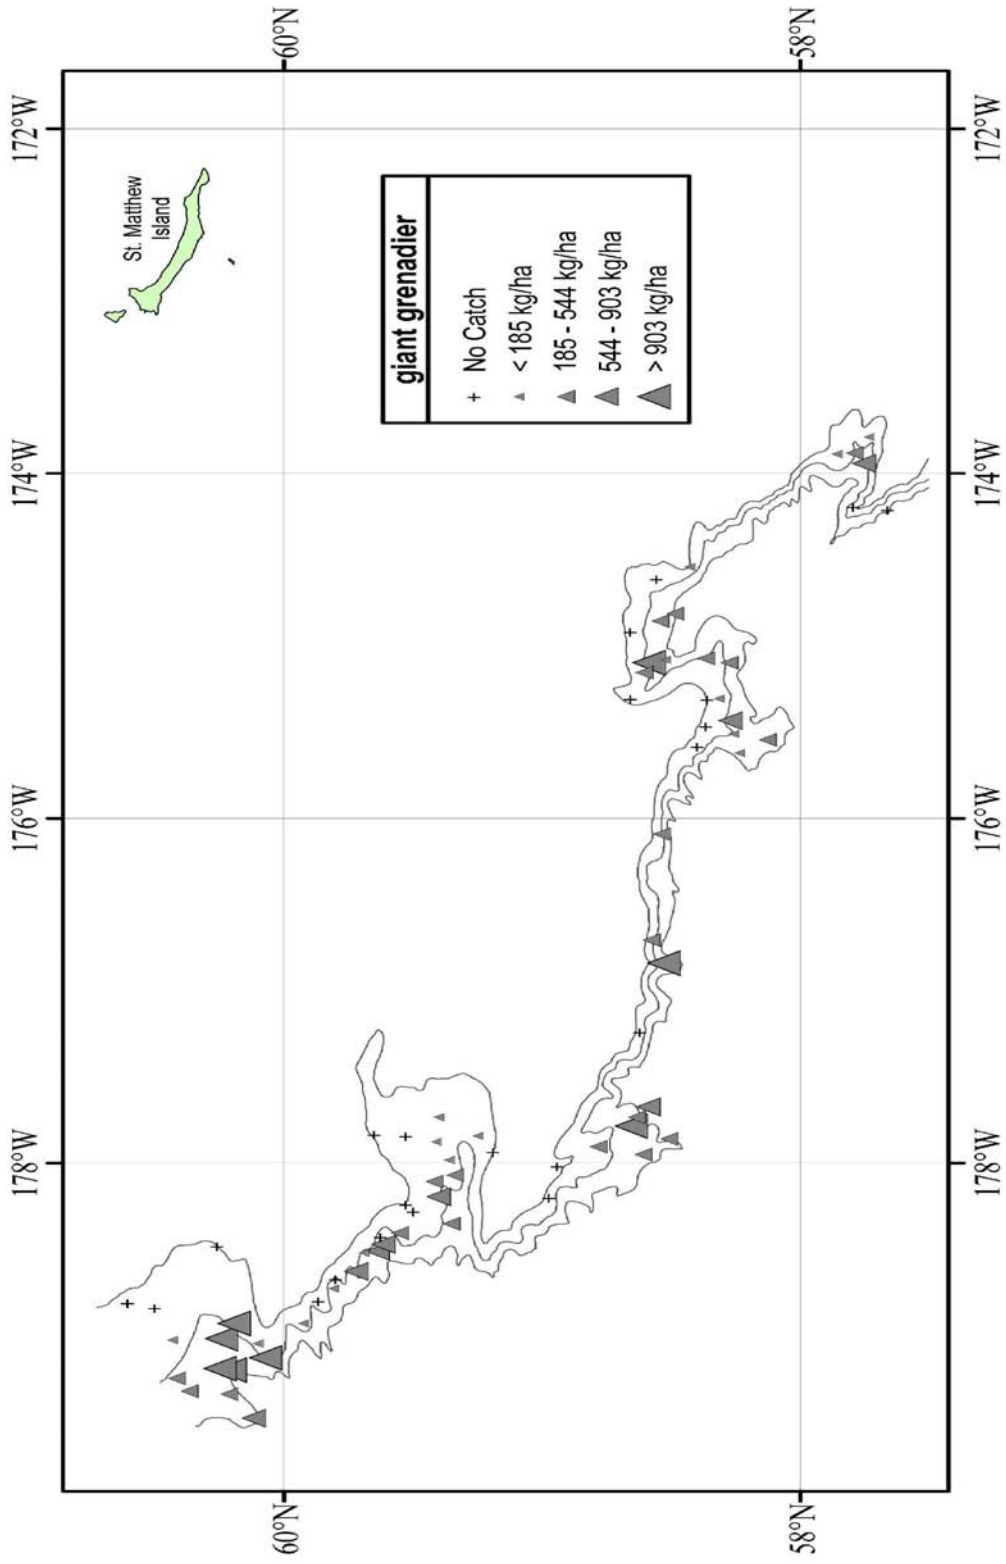 172°W
174°W
176°W
178°W
60°N
58°N
St. Matthew
Island
giant grenadier
No Catch
< 185 kg/ha
185 - 544 kg/ha
544 - 903 kg/ha
> 903 kg/ha
60°N
58°N
172°W
174°W
176°W
178°W